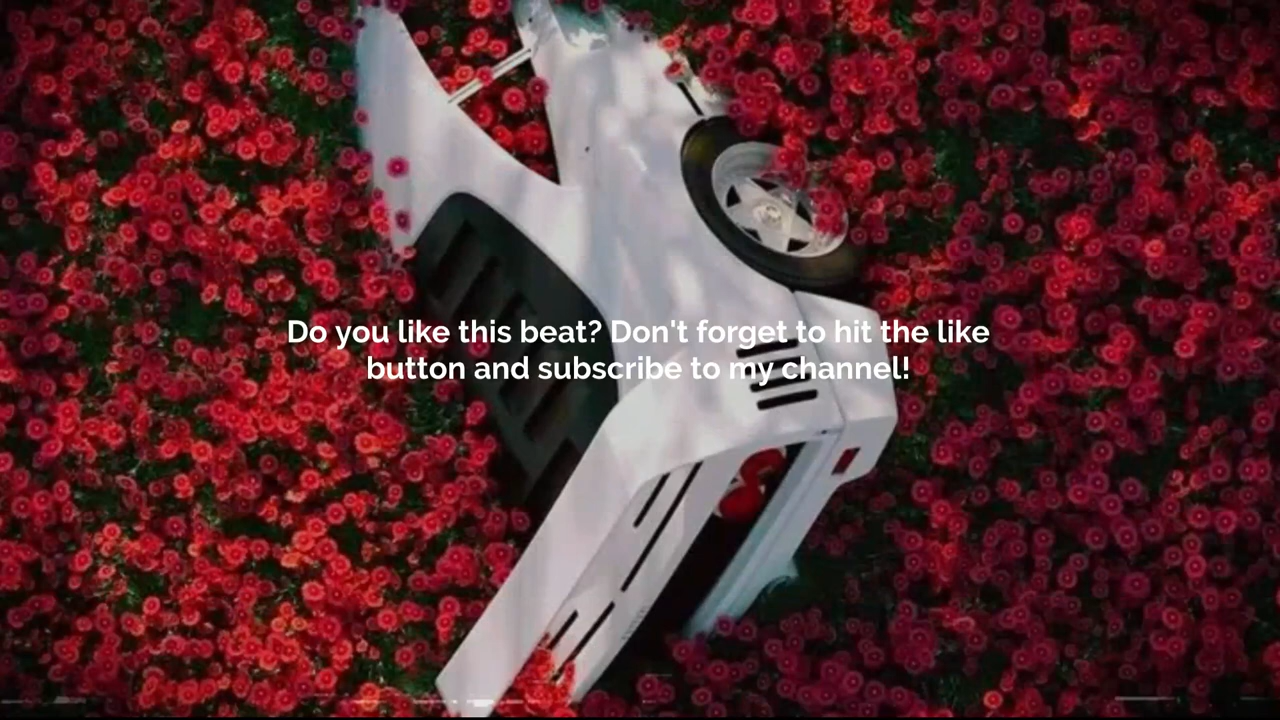 Do you like this beat? Don't forget to hit the like
button and subscribe to my channel!